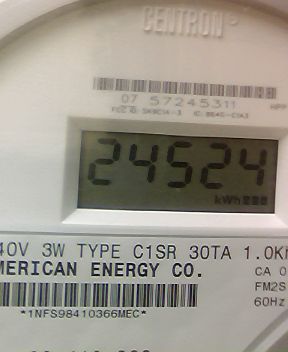 CENTRON
07 57245311
24524
kWh
40V 3W TYPE C1SR 30TA 1.0K
MERICAN ENERGY CO.
CA 0
FM2S
60Hz
*1NFS98410366MEC*